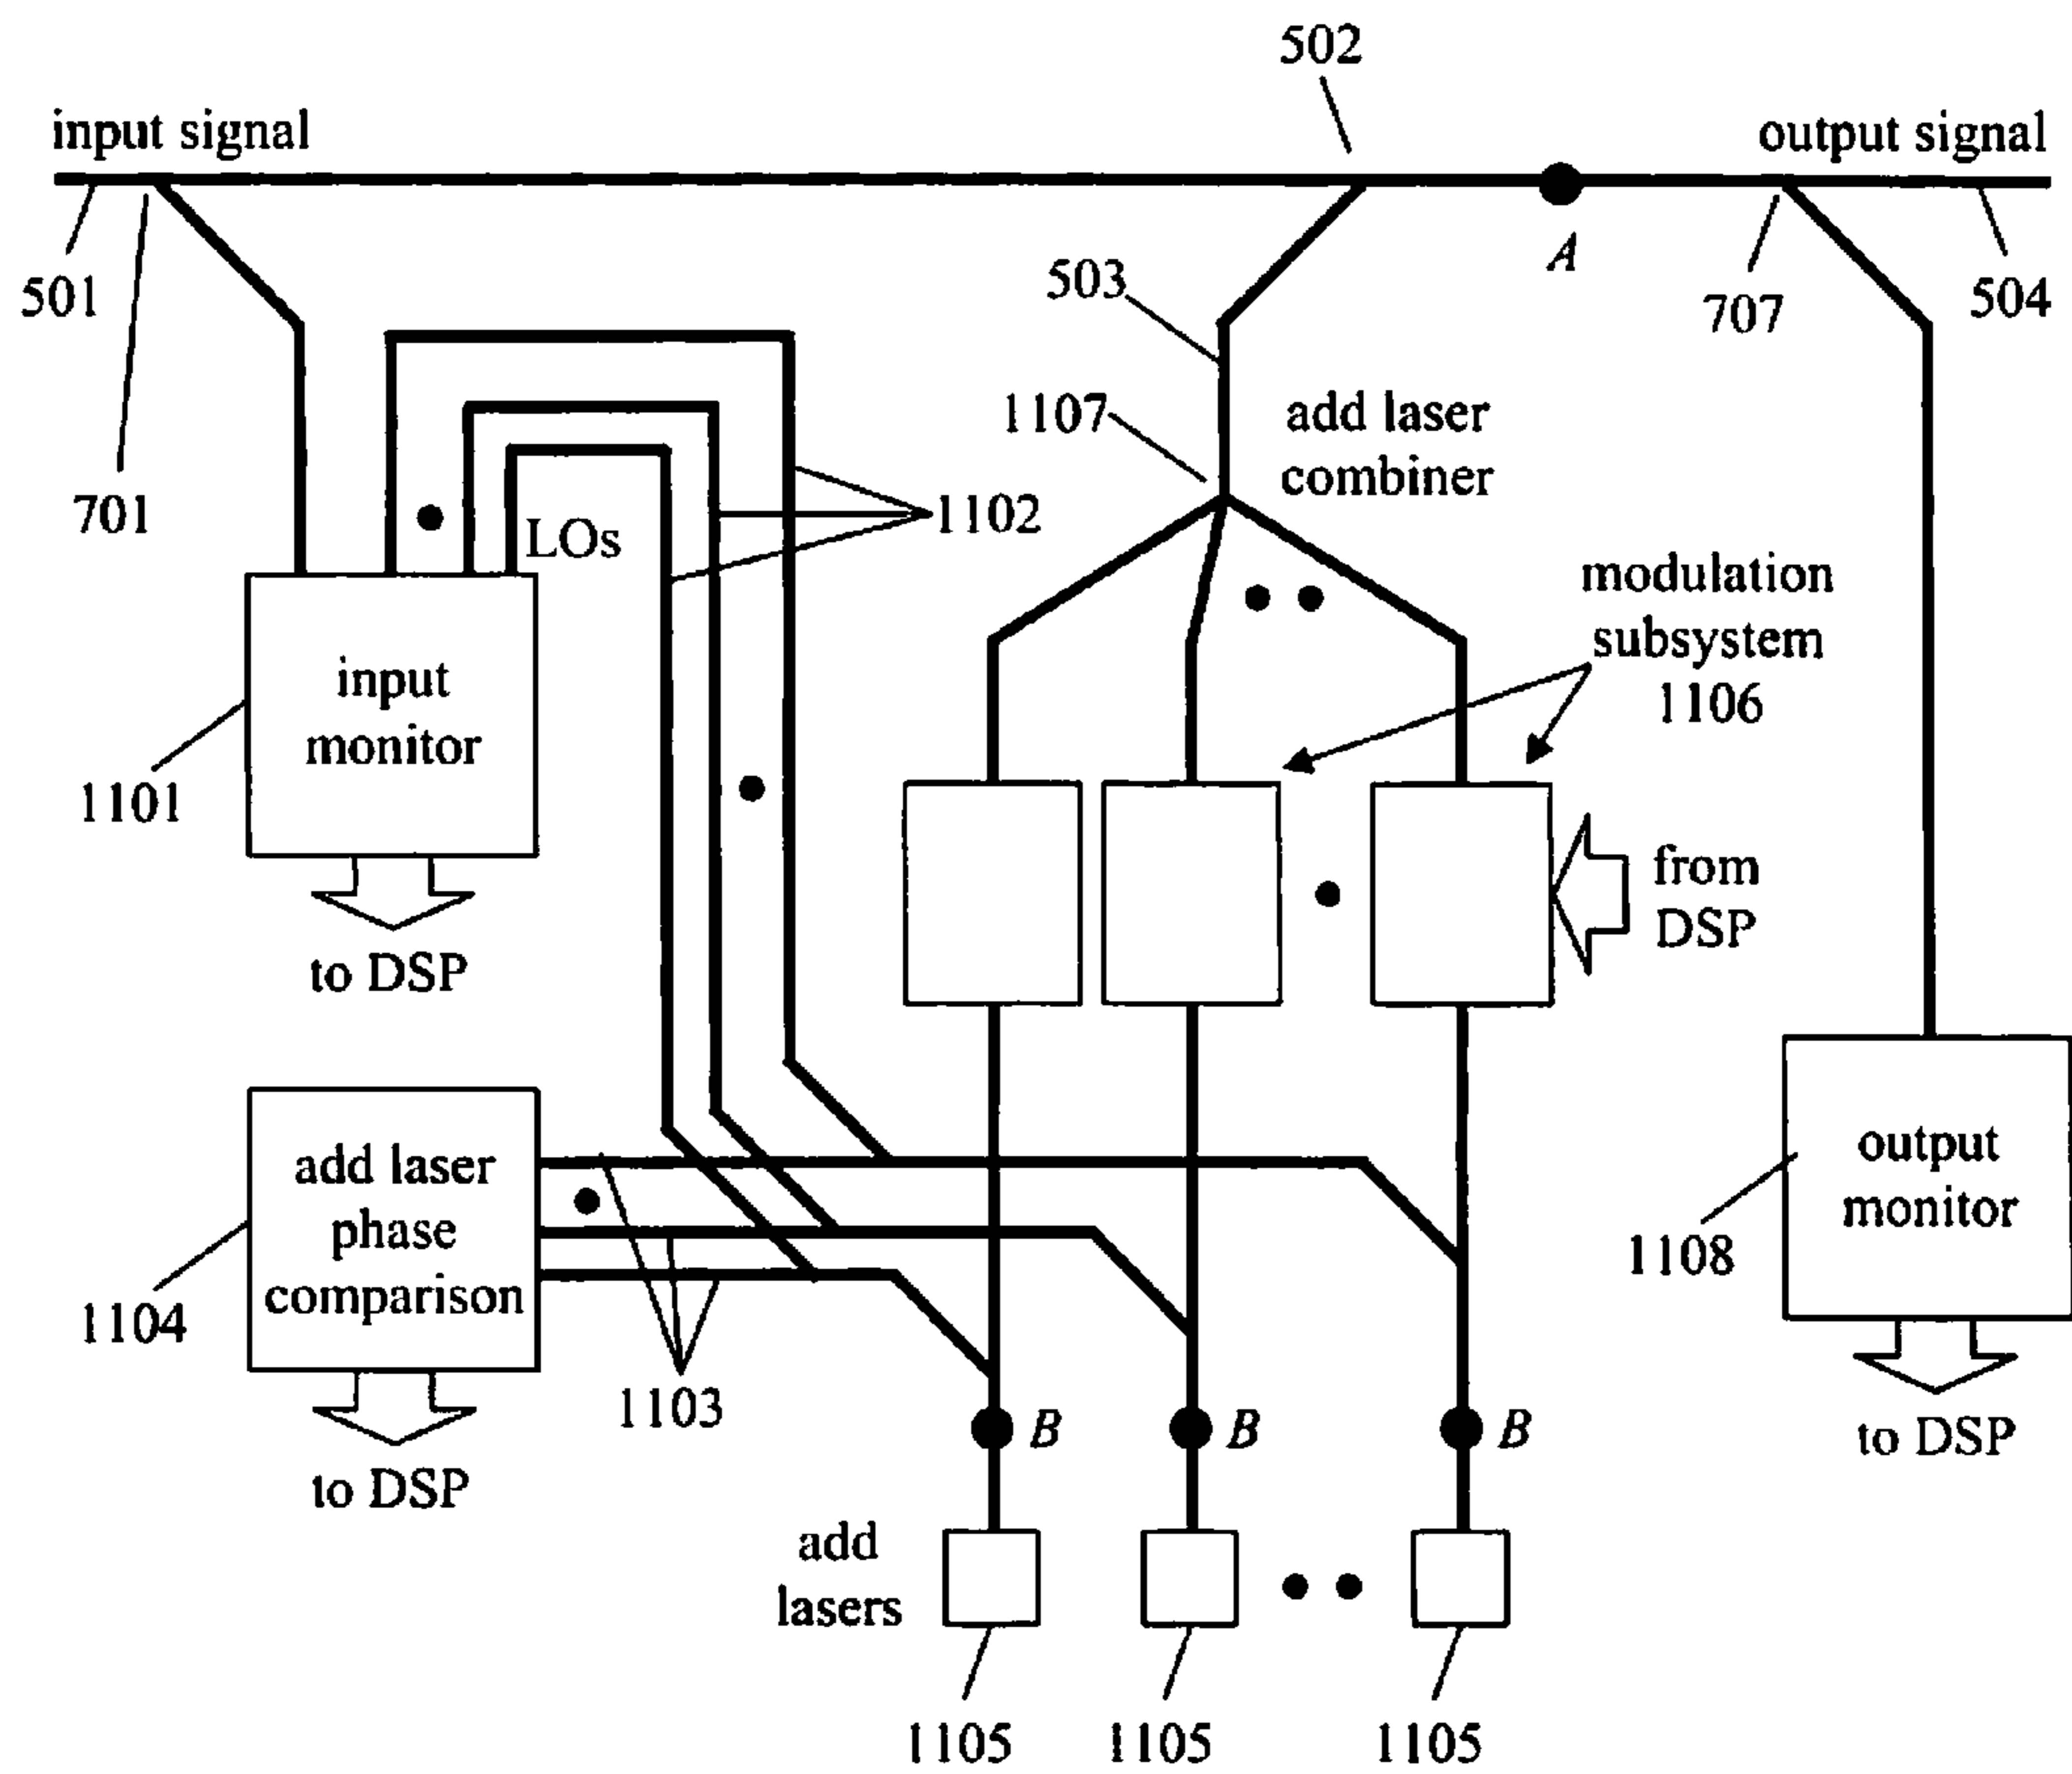 502
input signal
output signal
A
501
503
707
504
1107
add laser
combiner
701
LOs
1102
modulation
subsystem
1106
input
monitor
1101
from
DSP
to DSP
add laser
phase
comparison
output
monitor
1108
1104
1103
B
B
B
to DSP
to DSP
add
lasers
1105
1105
1105